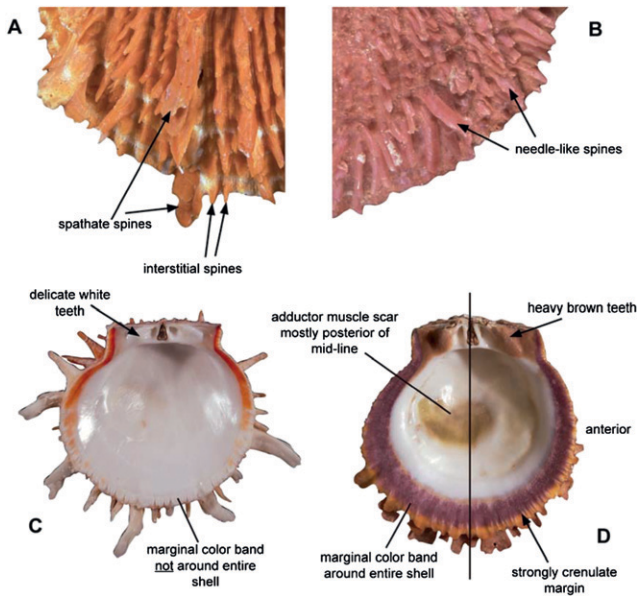 A
B
needle-like spines
spathate spines
interstitial spines
delicate white
teeth
adductor muscle scar
mostly posterior of
mid-line
heavy brown teeth
anterior
C
marginal color band
not around entire
shell
marginal color band
around entire shell
D
strongly crenulate
margin